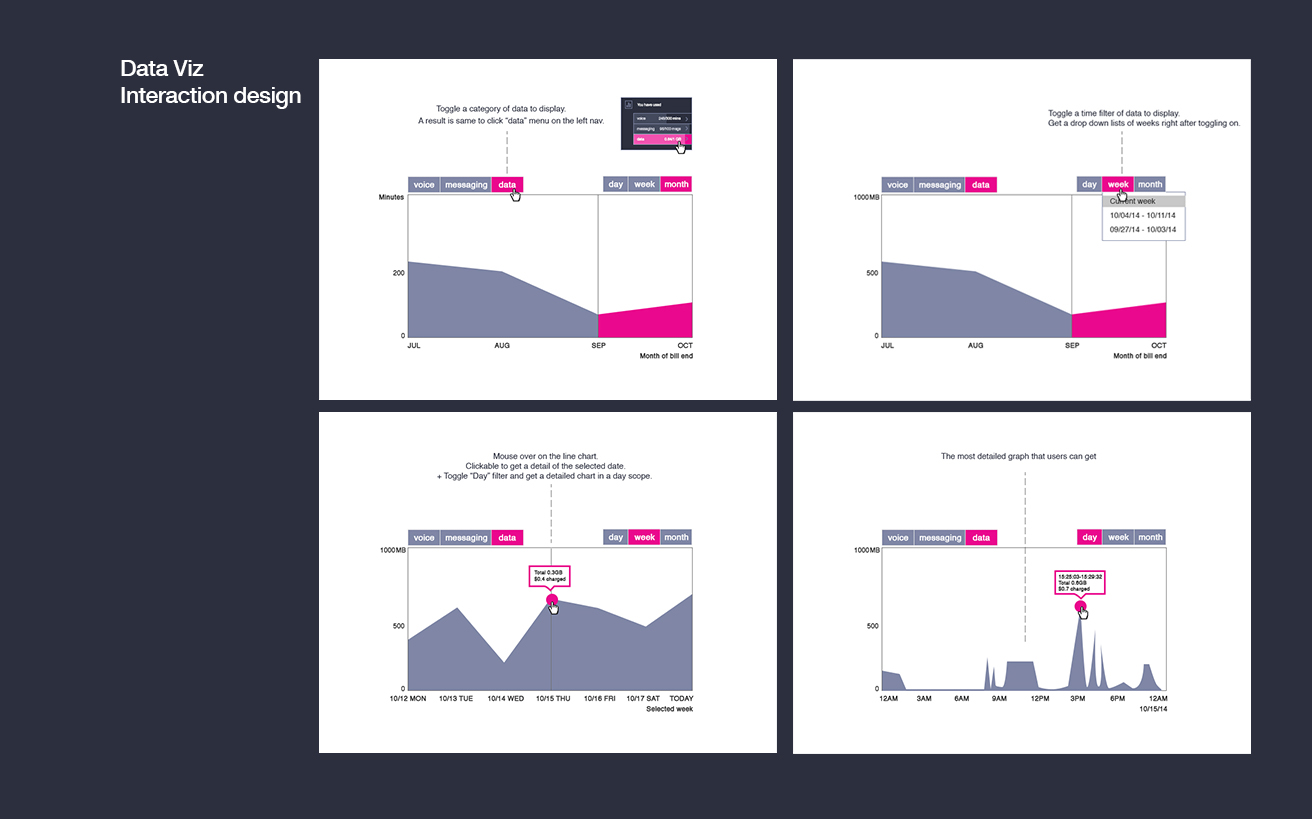 Data Viz
Interaction design
Toggle a category of data to display.
A result is same to click "data" menu on the left nav.
You have used
voice
messaging
data
voice messaging data
day week month
Minutes
200
0
JUL AUG SEP OCT
Month of bill end
Toggle a time filter of data to display.
Get a drop down lists of weeks right after toggling on.
voice messaging data
day week month
1000MB
Current week
10/04/14 - 10/11/14
09/27/14 - 10/03/14
500
0
JUL AUG SEP OCT
Month of bill end
Mouse over on the line chart.
Clickable to get a detail of the selected date.
+ Toggle "Day" filter and get a detailed chart in a day scope.
voice messaging data
day week month
1000MB
Total 0.3GB
$0.4 charged
500
0
10/12 MON 10/13 TUE 10/14 WED 10/15 THU 10/16 FRI 10/17 SAT TODAY
Selected week
The most detailed graph that users can get
voice messaging data
day week month
1000MB
15:25:03-15:29:32
Total 0.6GB
$0.7 charged
500
0
12AM 3AM 6AM 9AM 12PM 3PM 6PM 12AM
10/15/14